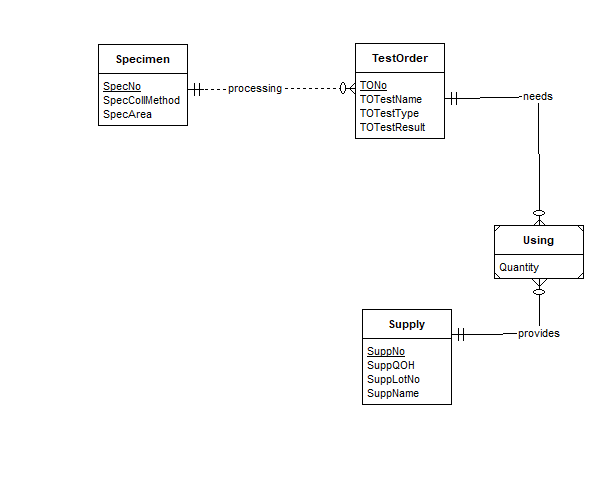 Specimen
SpecNo
SpecCollMethod
SpecArea
processing
TestOrder
TONo
TOTestName
TOTestType
TOTestResult
needs
Using
Quantity
Supply
SuppNo
SuppQOH
SuppLotNo
SuppName
provides